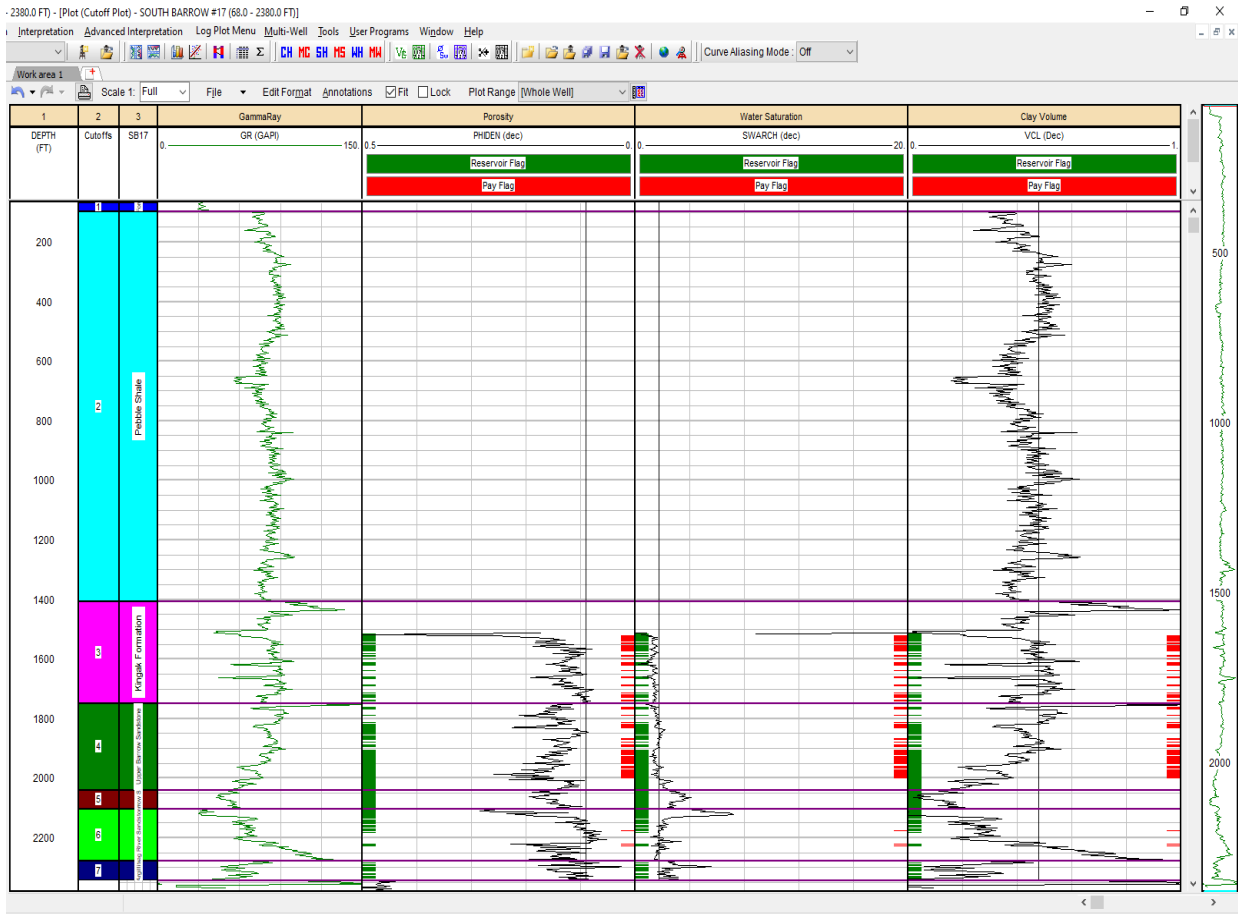 - 2380.0 FT) - [Plot (Cutoff Plot) - SOUTH BARROW #17 (68.0 - 2380.0 FT)]
Interpretation Advanced Interpretation Log Plot Menu Multi-Well Tools User Programs Window Help
CH MC SH MS WH MW Curve Aliasing Mode : Off
Work area 1
Scale 1: Full File Edit Format Annotations Fit Lock Plot Range [Whole Well]
1 2 3 GammaRay Porosity Water Saturation Clay Volume
DEPTH Cutoffs SB17 GR (GAPI) PHIDEN (dec) SWARCH (dec) VCL (Dec)
(FT) 0. 150. 0.5 0. 0. 20. 0. 1.
Reservoir Flag Reservoir Flag Reservoir Flag
Pay Flag Pay Flag Pay Flag
1
200
500
400
600
2 Pebble Shale
800
1000
1000
1200
1400
1500
3 Kingak Formation
1600
1800
4 Upper Barrow Sandstone
2000
2000
5
6
2200
7